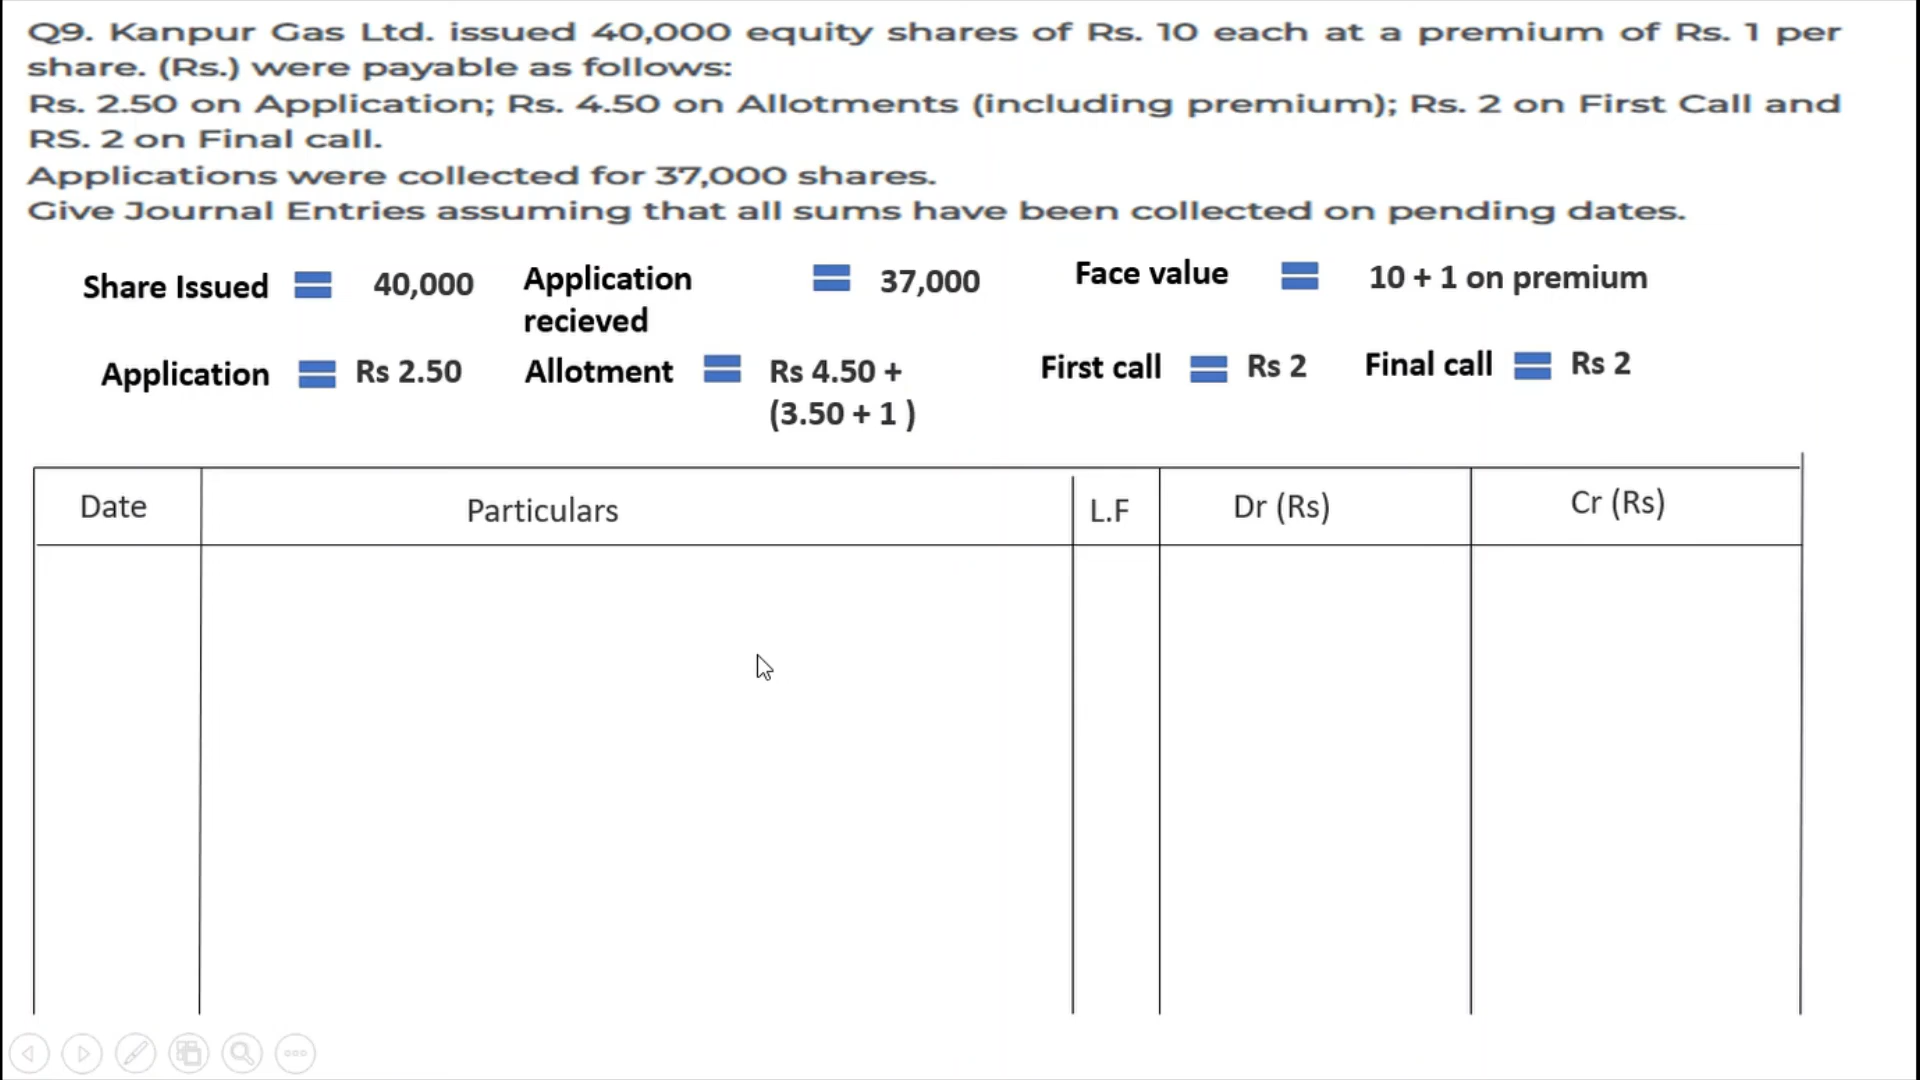 Q9. Kanpur Gas Ltd. issued 40,000 equity shares of Rs. 10 each at a premium of Rs. 1 per
share. (Rs.) were payable as follows:
Rs. 2.50 on Application; Rs. 4.50 on Allotments (including premium); Rs. 2 on First Call and
RS. 2 on Final call.
Applications were collected for 37,000 shares.
Give Journal Entries assuming that all sums have been collected on pending dates.
Share Issued = 40,000 Application recieved = 37,000 Face value = 10 + 1 on premium
Application = Rs 2.50 Allotment = Rs 4.50 + (3.50 + 1 ) First call = Rs 2 Final call = Rs 2
Date Particulars L.F Dr (Rs) Cr (Rs)